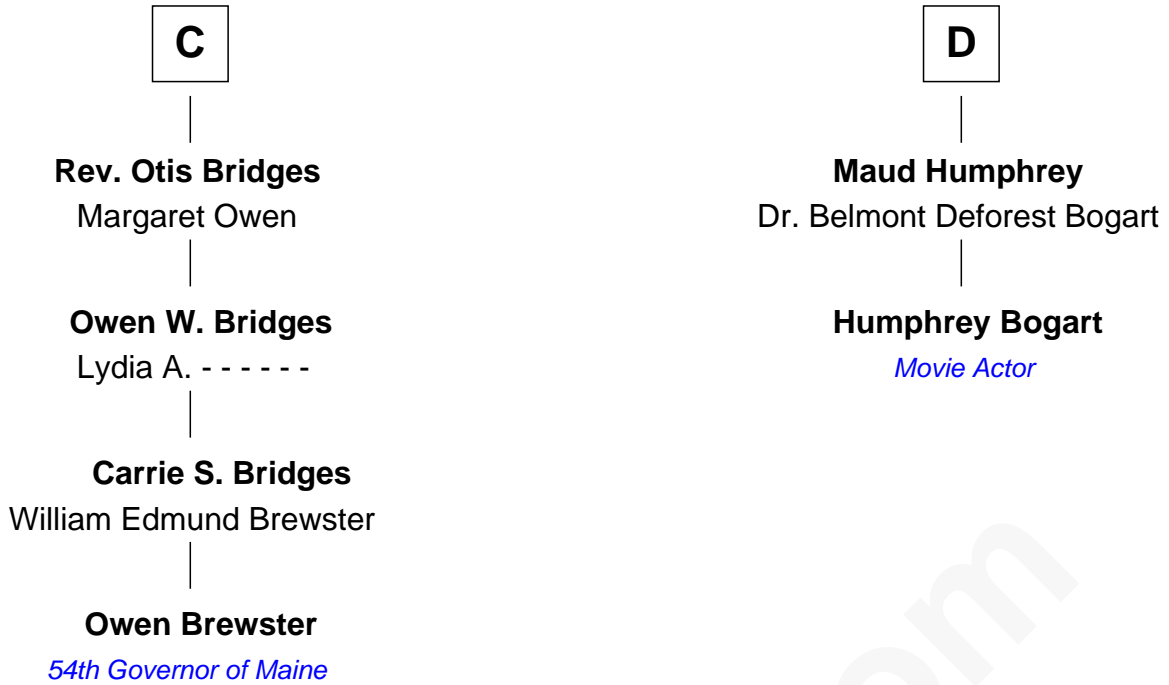 C
Rev. Otis Bridges
Margaret Owen
Owen W. Bridges
Lydia A. - - - - - -
Carrie S. Bridges
William Edmund Brewster
Owen Brewster
54th Governor of Maine
D
Maud Humphrey
Dr. Belmont Deforest Bogart
Humphrey Bogart
Movie Actor
om